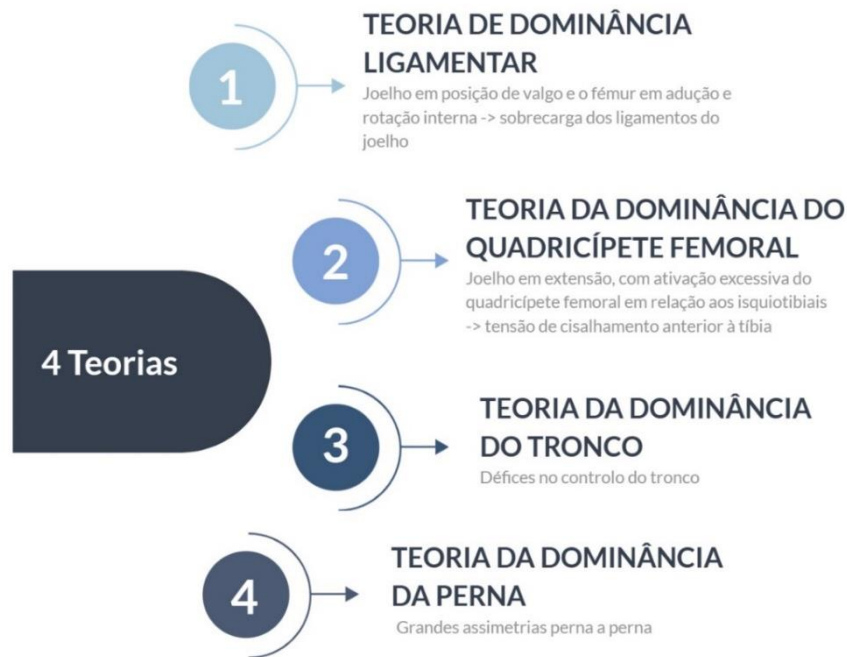 4 Teorias
1
TEORIA DE DOMINÂNCIA
LIGAMENTAR
Joelho em posição de valgo e o fémur em adução e
rotação interna -> sobrecarga dos ligamentos do
joelho
2
TEORIA DA DOMINÂNCIA DO
QUADRICÍPETE FEMORAL
Joelho em extensão, com ativação excessiva do
quadricípete femoral em relação aos isquiotibiais
-> tensão de cisalhamento anterior à tíbia
3
TEORIA DA DOMINÂNCIA
DO TRONCO
Défices no controlo do tronco
4
TEORIA DA DOMINÂNCIA
DA PERNA
Grandes assimetrias perna a perna